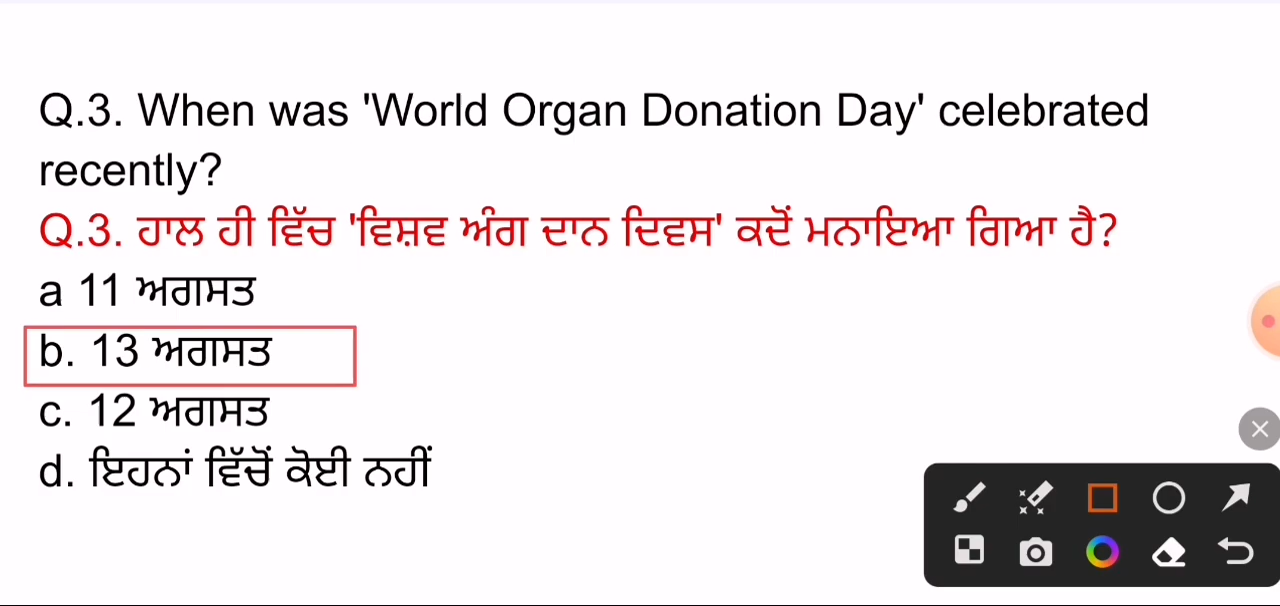 Q.3. When was 'World Organ Donation Day' celebrated
recently?
Q.3. ਹਾਲ ਹੀ ਵਿੱਚ 'ਵਿਸ਼ਵ ਅੰਗ ਦਾਨ ਦਿਵਸ' ਕਦੋਂ ਮਨਾਇਆ ਗਿਆ ਹੈ?
a 11 ਅਗਸਤ
b. 13 ਅਗਸਤ
c. 12 ਅਗਸਤ
d. ਇਹਨਾਂ ਵਿੱਚੋਂ ਕੋਈ ਨਹੀਂ